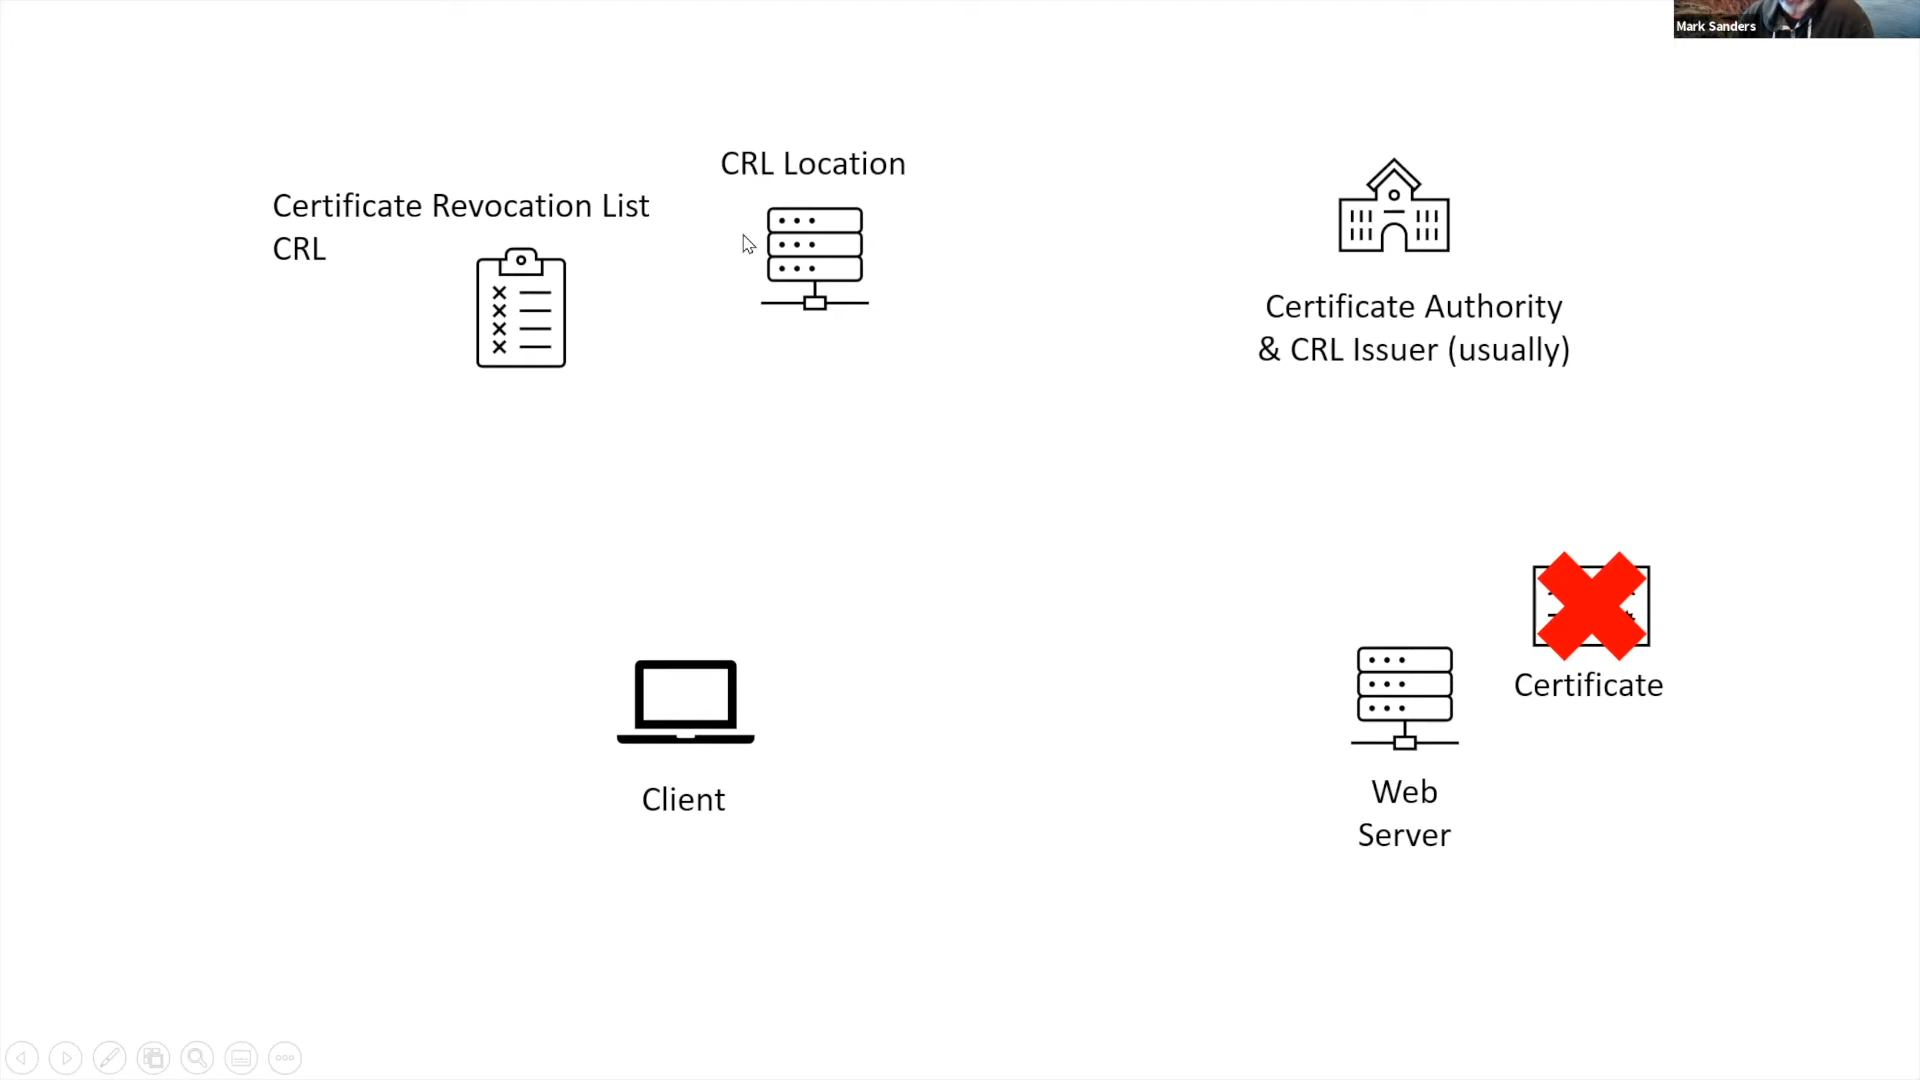 Mark Sanders
CRL Location
Certificate Revocation List
CRL
Certificate Authority
& CRL Issuer (usually)
Certificate
Client
Web
Server